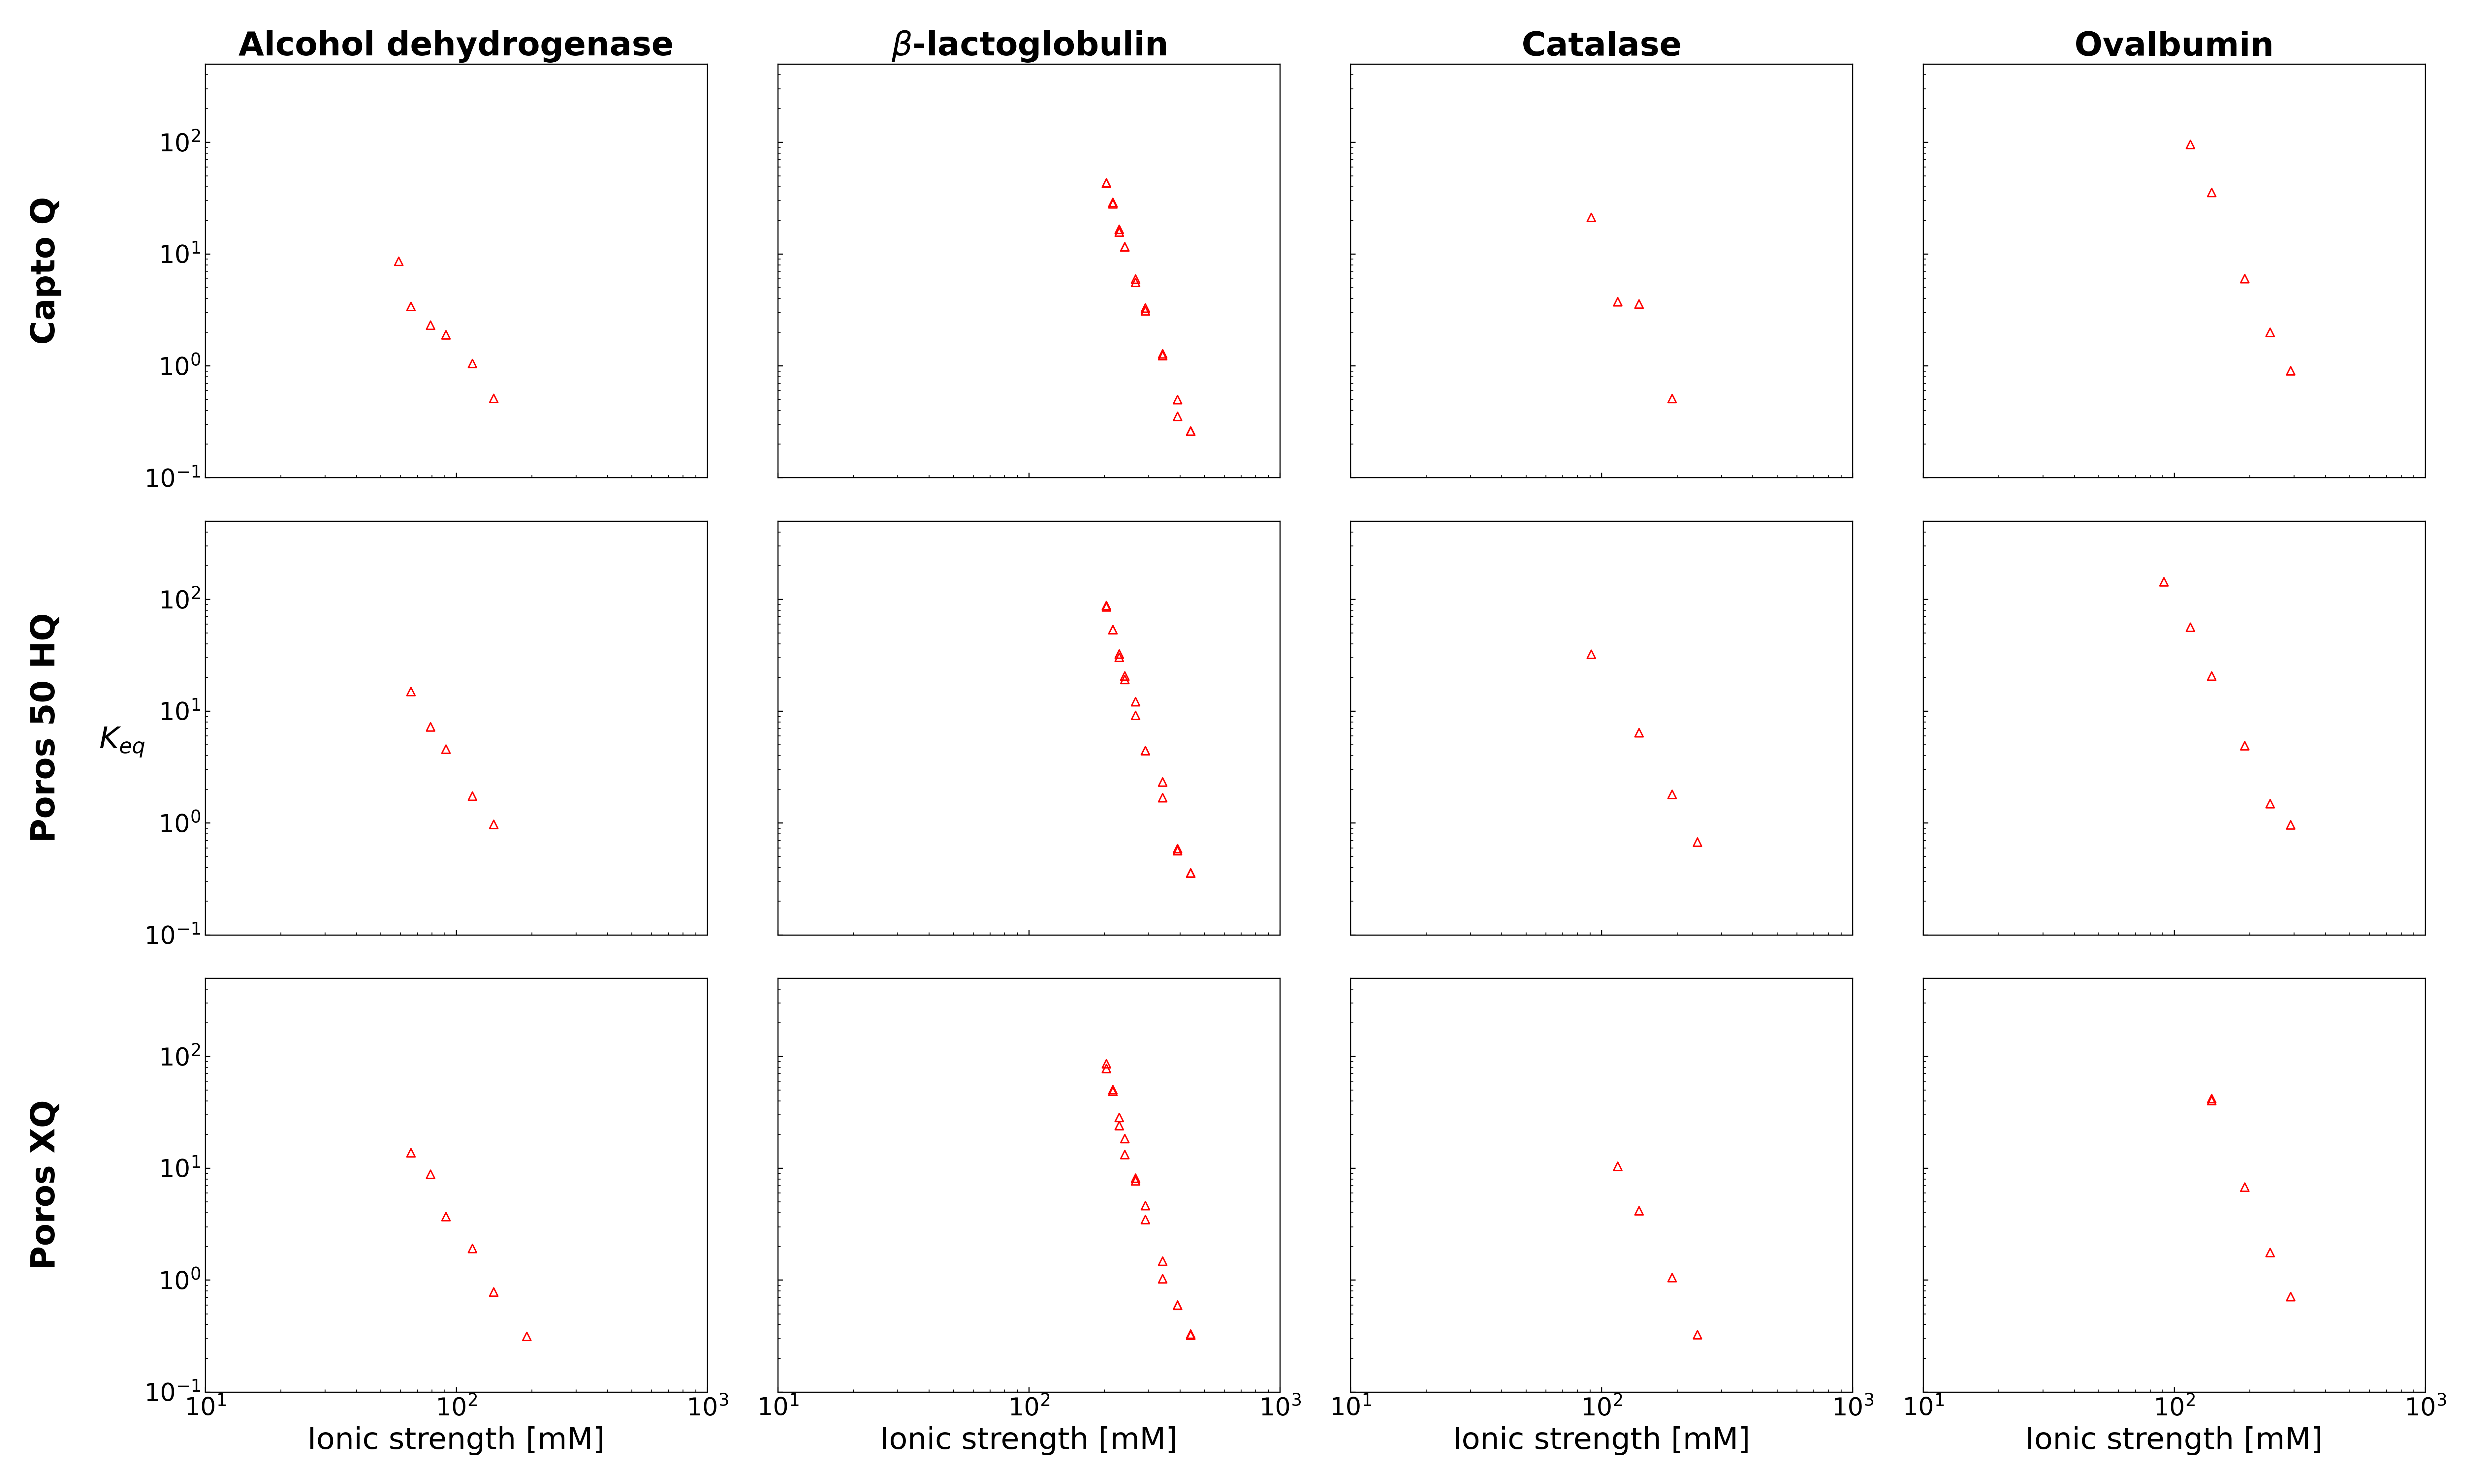 Alcohol dehydrogenase β-lactoglobulin Catalase Ovalbumin
Capto Q
10²
10¹
10⁰
10⁻¹
Poros 50 HQ
K_eq
10²
10¹
10⁰
10⁻¹
Poros XQ
10²
10¹
10⁰
10⁻¹
10¹ 10² 10³ 10¹ 10² 10³ 10¹ 10² 10³ 10¹ 10² 10³
Ionic strength [mM] Ionic strength [mM] Ionic strength [mM] Ionic strength [mM]